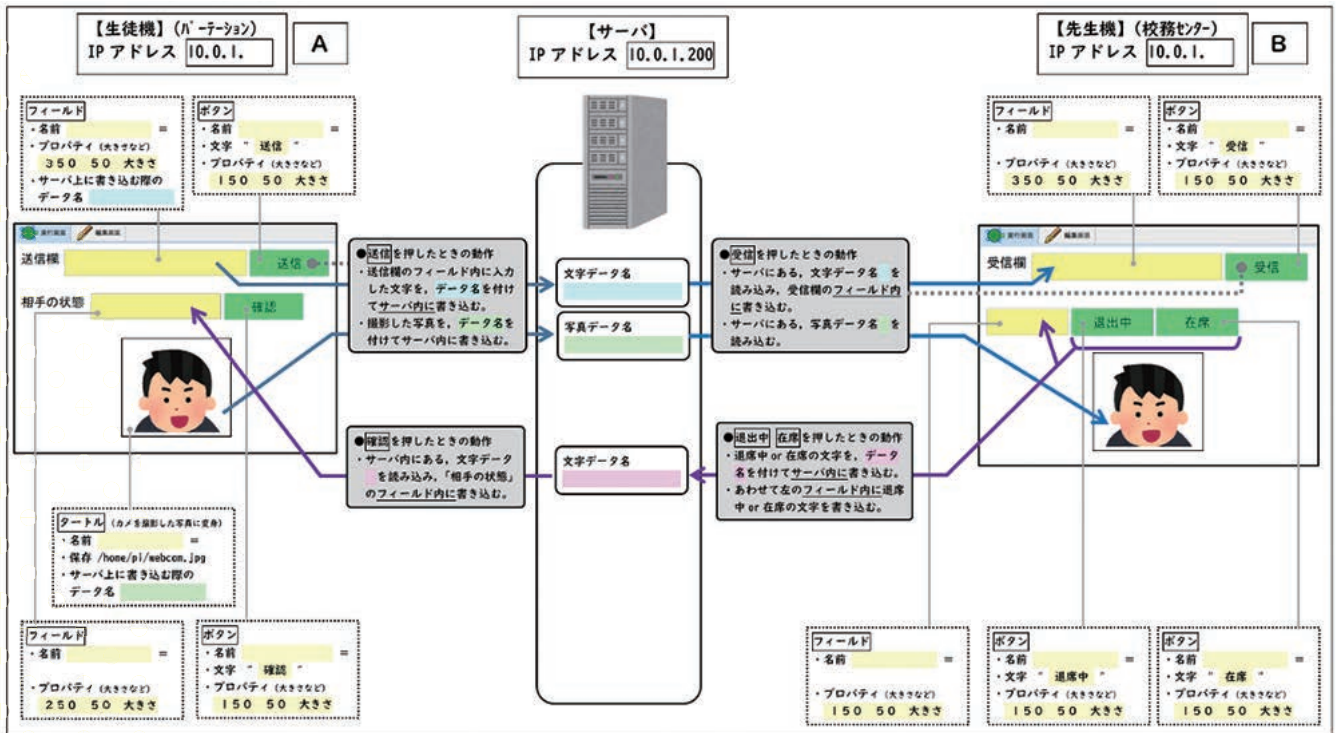 【生徒機】(パーテーション)
IP アドレス 10.0.1.
A
【サーバ】
IP アドレス 10.0.1.200
【先生機】(校務センター)
IP アドレス 10.0.1.
B
フィールド
・名前 =
・プロパティ (大きさなど)
350 50 大きさ
・サーバ上に書き込む際の
データ名
ボタン
・名前 =
・文字 " 送信 "
・プロパティ (大きさなど)
150 50 大きさ
フィールド
・名前 =
・プロパティ (大きさなど)
350 50 大きさ
ボタン
・名前 =
・文字 " 受信 "
・プロパティ (大きさなど)
150 50 大きさ
実行画面 編集画面
送信欄 送信
相手の状態 確認
●送信を押したときの動作
・送信欄のフィールド内に入力
した文字を，データ名を付け
てサーバ内に書き込む。
・撮影した写真を，データ名を
付けてサーバ内に書き込む。
文字データ名
写真データ名
●受信を押したときの動作
・サーバにある，文字データ名 を
読み込み，受信欄のフィールド内
に書き込む。
・サーバにある，写真データ名 を
読み込む。
実行画面 編集画面
受信欄 受信
退出中 在席
●確認を押したときの動作
・サーバ内にある，文字データ
を読み込み，「相手の状態」
のフィールド内に書き込む。
文字データ名
●退出中 在席を押したときの動作
・退席中 or 在席の文字を，データ
名を付けてサーバ内に書き込む。
・あわせて左のフィールド内に退席
中 or 在席の文字を書き込む。
タートル (カメを撮影した写真に変身)
・名前 =
・保存 /home/pi/webcom.jpg
・サーバ上に書き込む際の
データ名
フィールド
・名前 =
・プロパティ (大きさなど)
250 50 大きさ
ボタン
・名前 =
・文字 " 確認 "
・プロパティ (大きさなど)
150 50 大きさ
フィールド
・名前 =
・プロパティ (大きさなど)
150 50 大きさ
ボタン
・名前 =
・文字 " 退席中 "
・プロパティ (大きさなど)
150 50 大きさ
ボタン
・名前 =
・文字 " 在席 "
・プロパティ (大きさなど)
150 50 大きさ